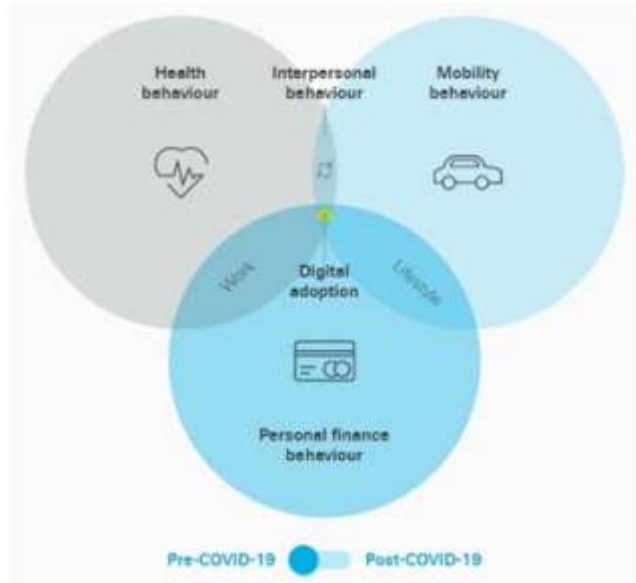 Health
behaviour
Interpersonal
behaviour
Mobility
behaviour
Work
Lifestyle
Digital
adoption
Personal finance
behaviour
Pre-COVID-19
Post-COVID-19